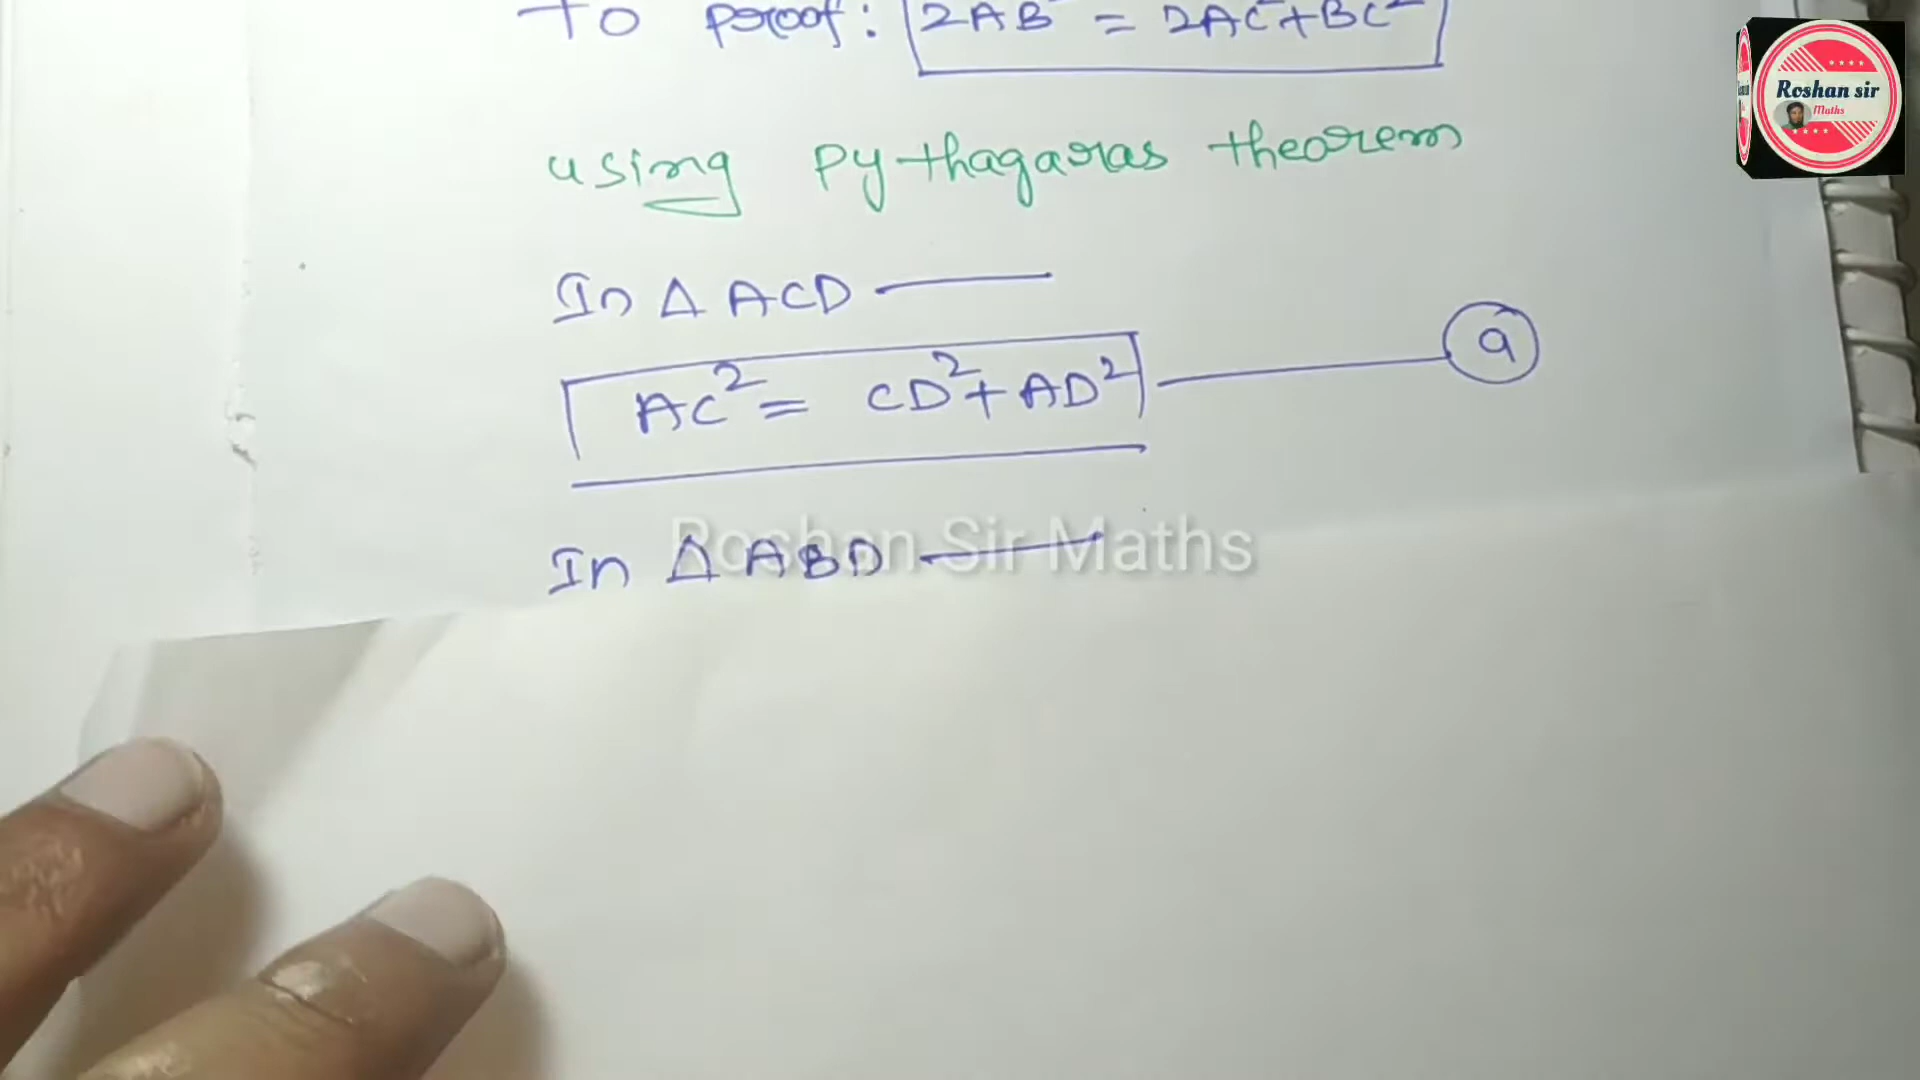 To proof: 2AB² = 2AC²+BC²
using Pythagaras theorem
In Δ ACD
AC² = CD²+AD² a
In Δ ABD
Roshan Sir Maths
Roshan sir
Maths